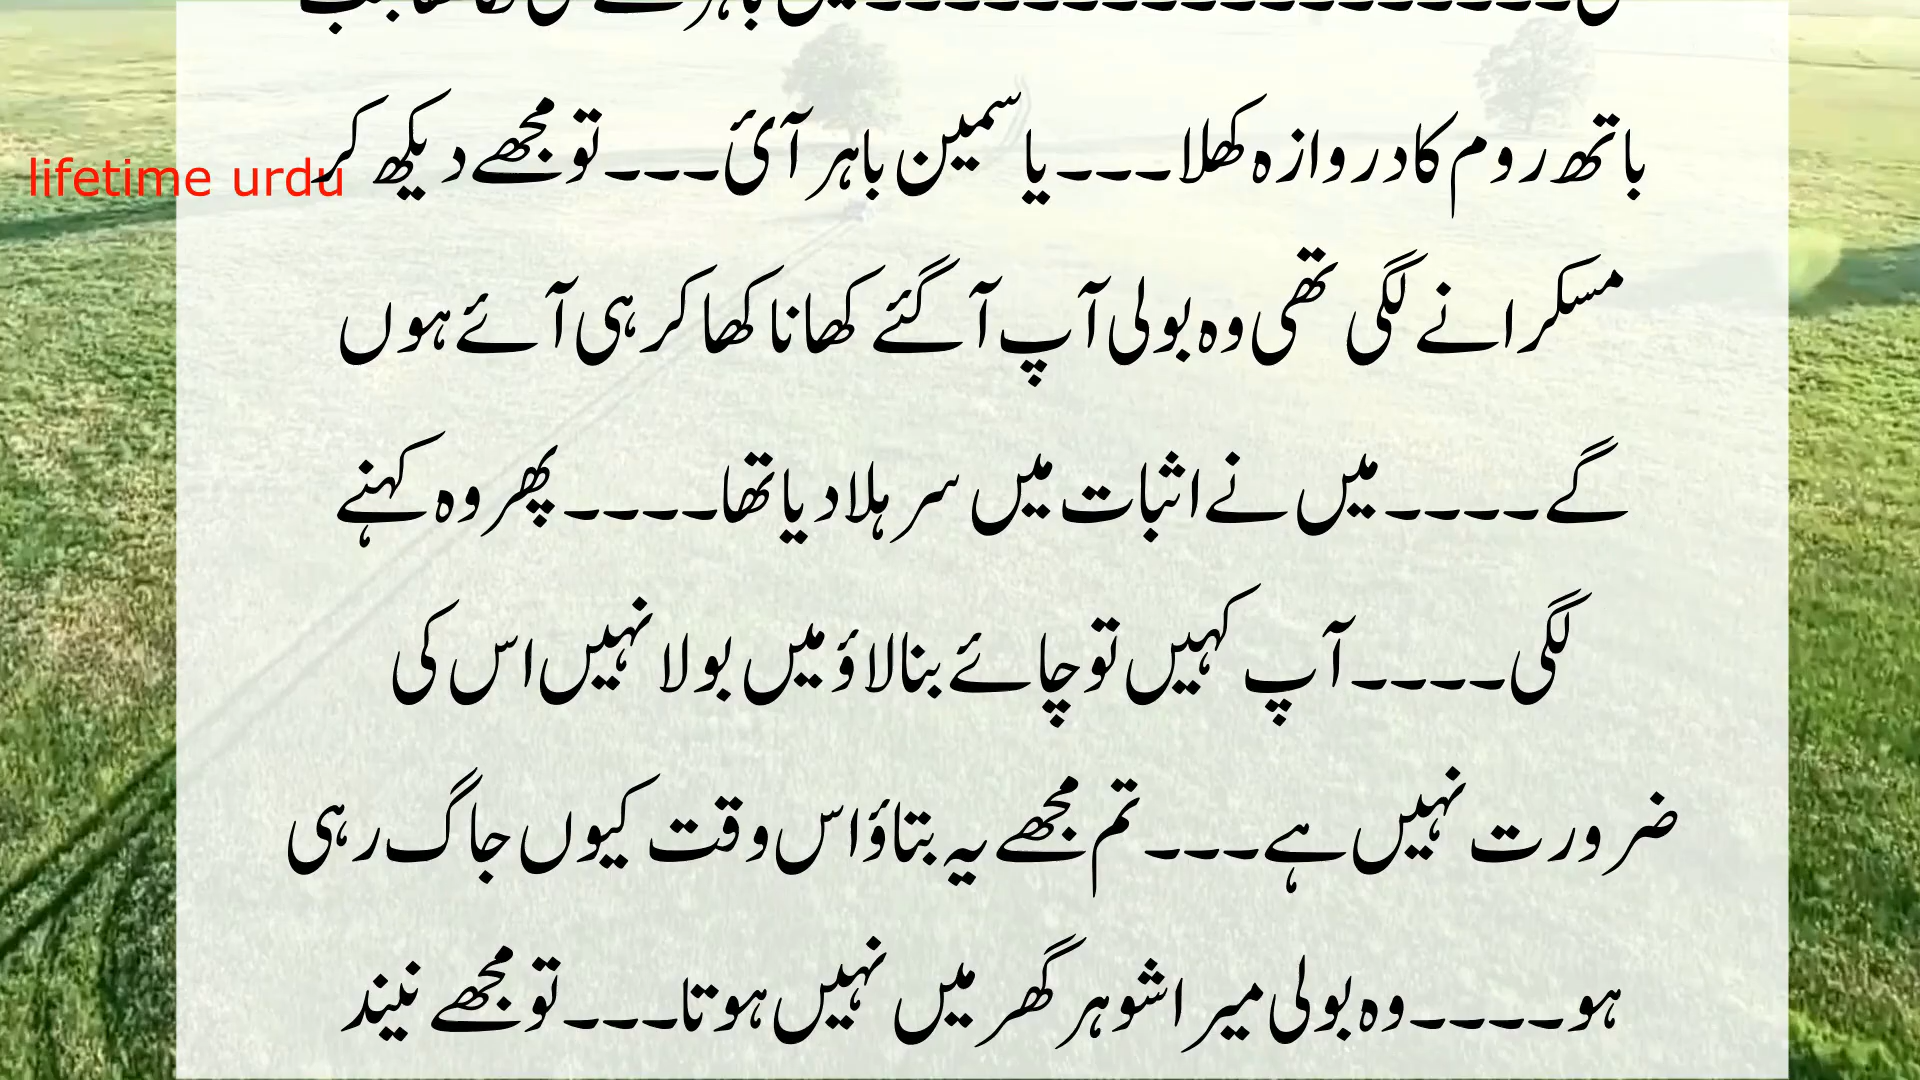 باتھ روم کا دروازہ کھلا۔۔۔یاسمین باہر آئ۔۔۔تو مجھے دیکھ کر
lifetime urdu
مسکرانے لگی تھی وہ بولی آپ آگئے کھانا کھا کر ہی آئے ہوں
گے۔۔۔۔میں نے اثبات میں سر ہلا دیا تھا۔۔۔۔پھر وہ کہنے
لگی۔۔۔۔آپ کہیں تو چائے بنا لاؤ میں بولا نہیں اس کی
ضرورت نہیں ہے۔۔۔تم مجھے یہ بتاؤ اس وقت کیوں جاگ رہی
ہو۔۔۔۔وہ بولی میرا شوہر گھر میں نہیں ہوتا۔۔۔تو مجھے نیند